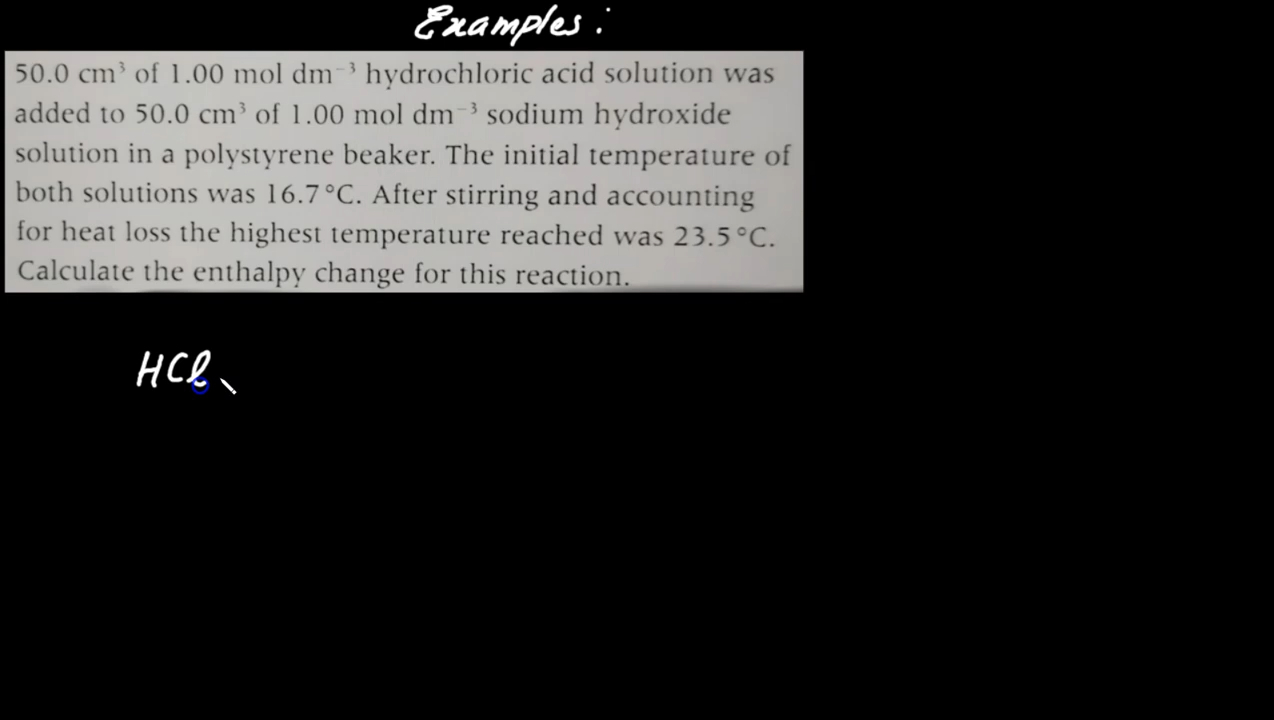 Examples:
50.0 cm³ of 1.00 mol dm⁻³ hydrochloric acid solution was
added to 50.0 cm³ of 1.00 mol dm⁻³ sodium hydroxide
solution in a polystyrene beaker. The initial temperature of
both solutions was 16.7 °C. After stirring and accounting
for heat loss the highest temperature reached was 23.5 °C.
Calculate the enthalpy change for this reaction.
HCl